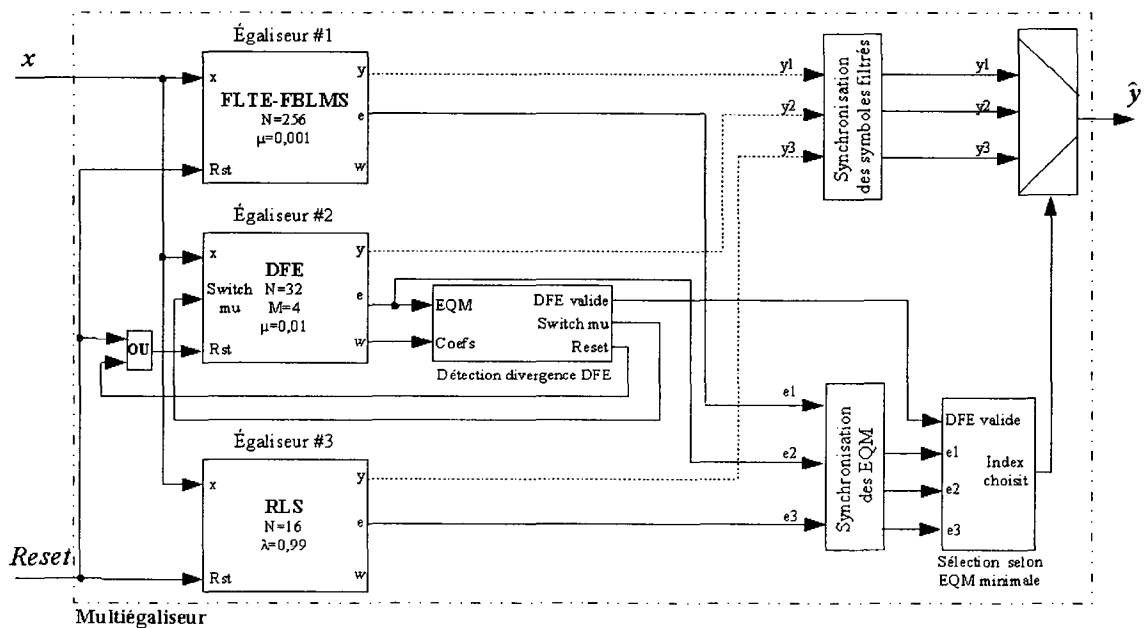 Égaliseur #1
x
x
FLTE-FBLMS
N=256
μ=0,001
Rst
y
e
w
y1
y2
y3
Synchronisation
des symboles filtrés
y1
y2
y3
ŷ
Égaliseur #2
x
Switch
mu
Rst
DFE
N=32
M=4
μ=0,01
y
e
w
OU
EQM
Coefs
DFE valide
Switch mu
Reset
Détection divergence DFE
Égaliseur #3
x
RLS
N=16
λ=0,99
Rst
y
e
w
e1
e2
e3
Synchronisation
des EQM
DFE valide
e1
e2
e3
Index
choisit
Sélection selon
EQM minimale
Reset
Multiégaliseur